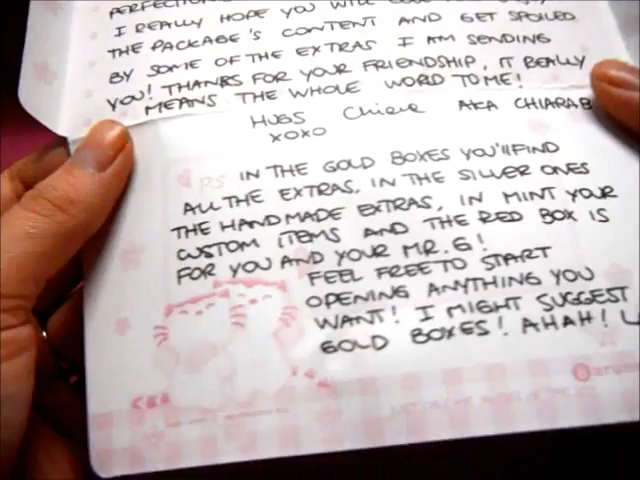 I REALLY HOPE YOU WILL
THE PACKAGE'S CONTENT AND GET SPOILED
BY SOME OF THE EXTRAS I AM SENDING
YOU! THANKS FOR YOUR FRIENDSHIP, IT REALLY
MEANS THE WHOLE WORLD TO ME!
HUGS Chiara AKA CHIARAB
XOXO
P.S IN THE GOLD BOXES YOU'll FIND
ALL THE EXTRAS, IN THE SILVER ONES
THE HANDMADE EXTRAS, IN MINT YOUR
CUSTOM ITEMS AND THE RED BOX IS
FOR YOU AND YOUR MR. G!
FEEL FREE TO START
OPENING ANYTHING YOU
WANT! I MIGHT SUGGEST
GOLD BOXES! AHAH!